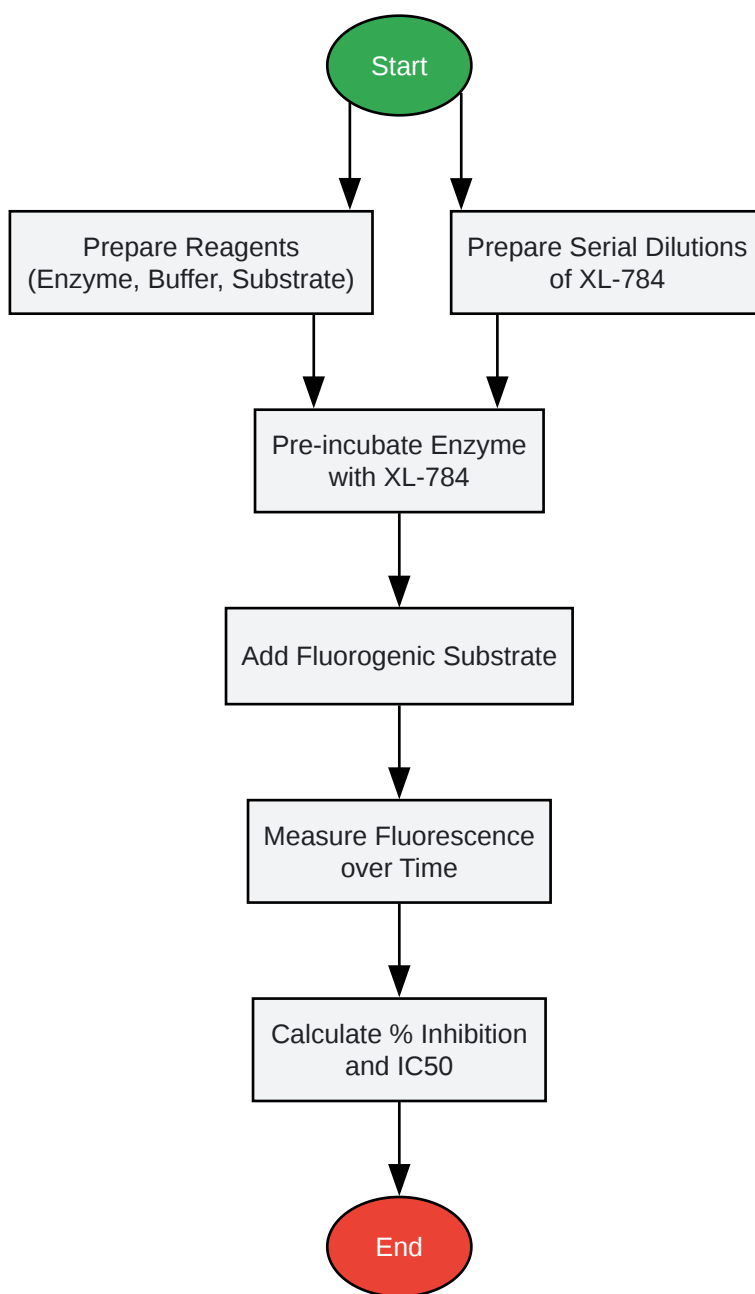 Start
Prepare Reagents
(Enzyme, Buffer, Substrate)
Prepare Serial Dilutions
of XL-784
Pre-incubate Enzyme
with XL-784
Add Fluorogenic Substrate
Measure Fluorescence
over Time
Calculate % Inhibition
and IC50
End